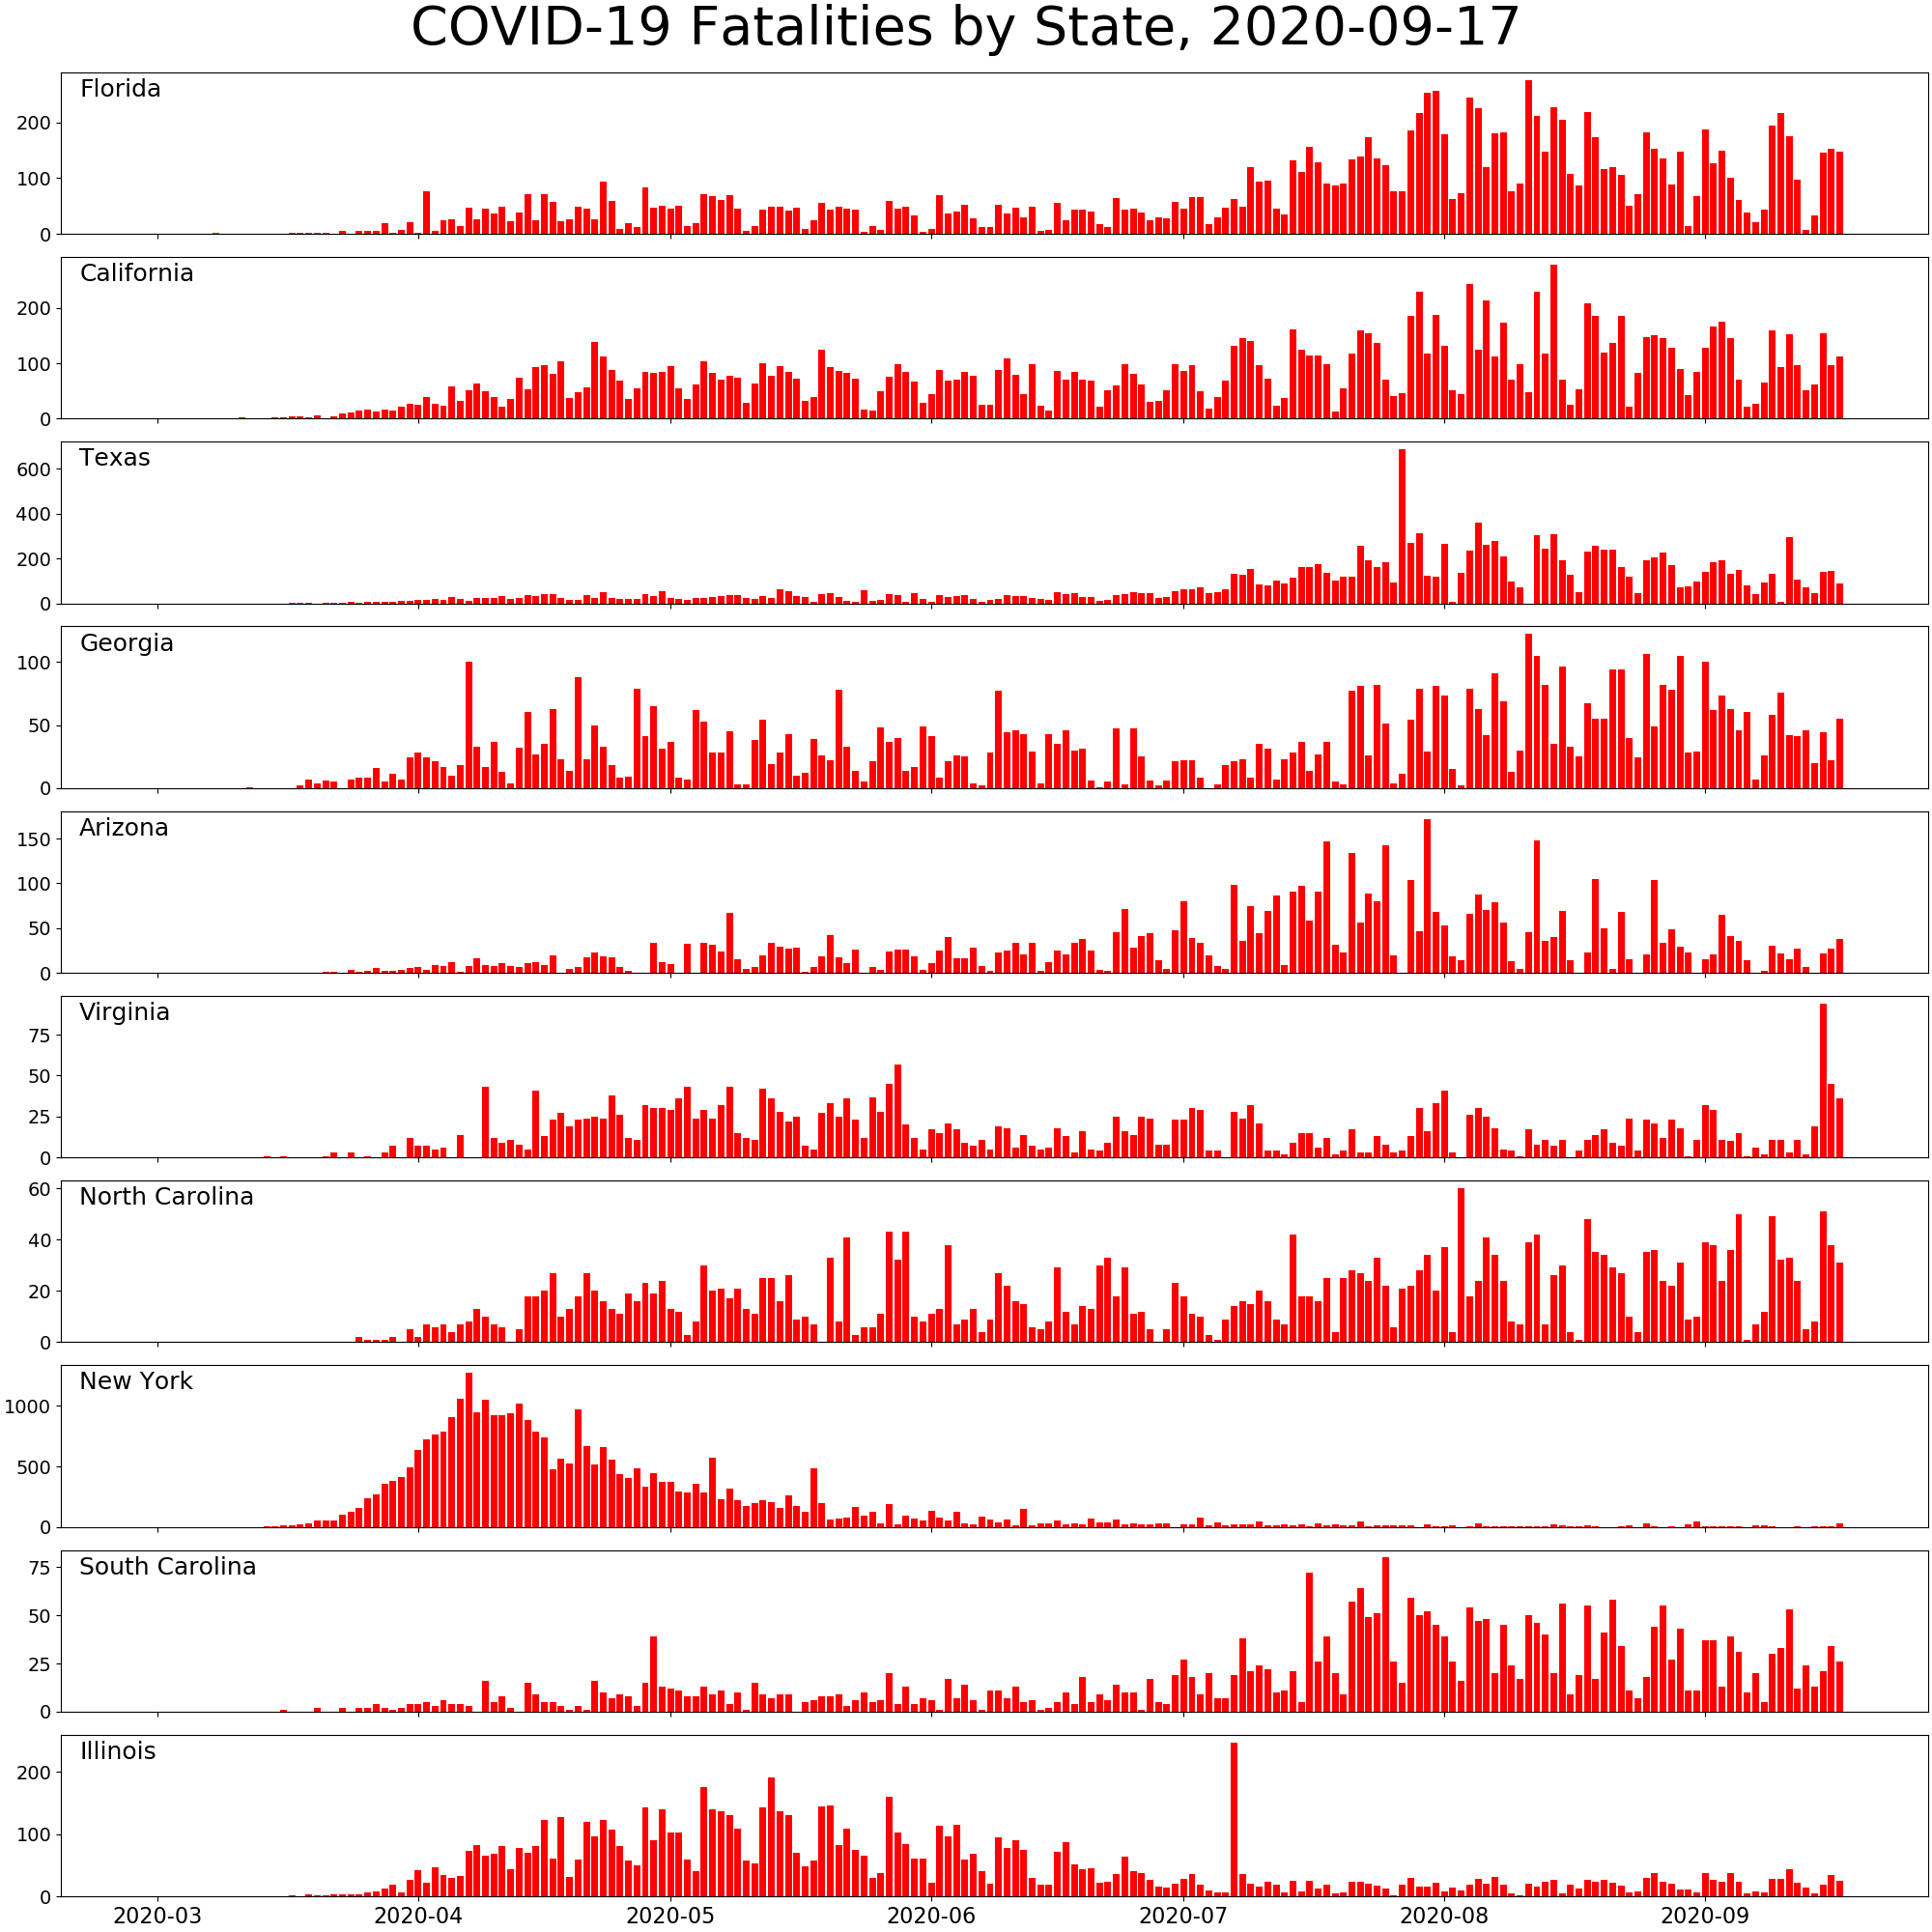 COVID-19 Fatalities by State, 2020-09-17
Florida
200
100
0
California
200
100
0
Texas
600
400
200
0
Georgia
100
50
0
Arizona
150
100
50
0
Virginia
75
50
25
0
North Carolina
60
40
20
0
New York
1000
500
0
South Carolina
75
50
25
0
Illinois
200
100
0
2020-03 2020-04 2020-05 2020-06 2020-07 2020-08 2020-09